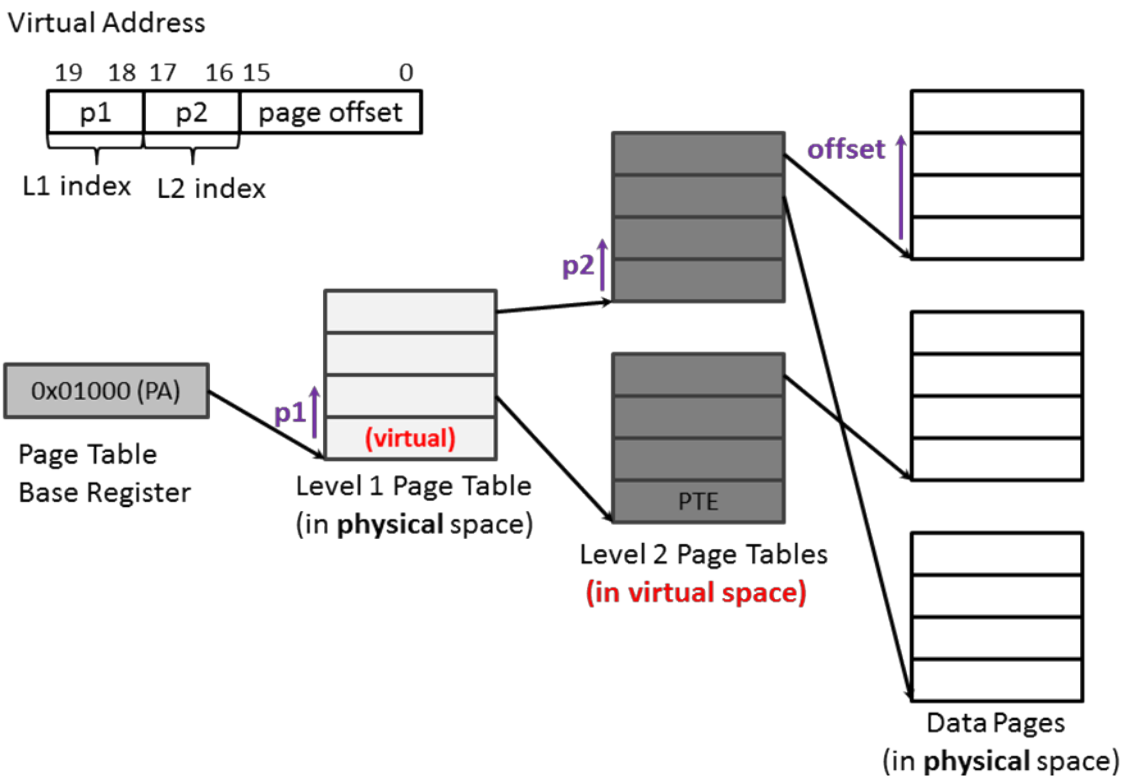 Virtual Address
19 18 17 16 15 0
p1 p2 page offset
L1 index L2 index
offset
p2
0x01000 (PA)
p1
(virtual)
Page Table
Base Register
Level 1 Page Table
(in physical space)
PTE
Level 2 Page Tables
(in virtual space)
Data Pages
(in physical space)